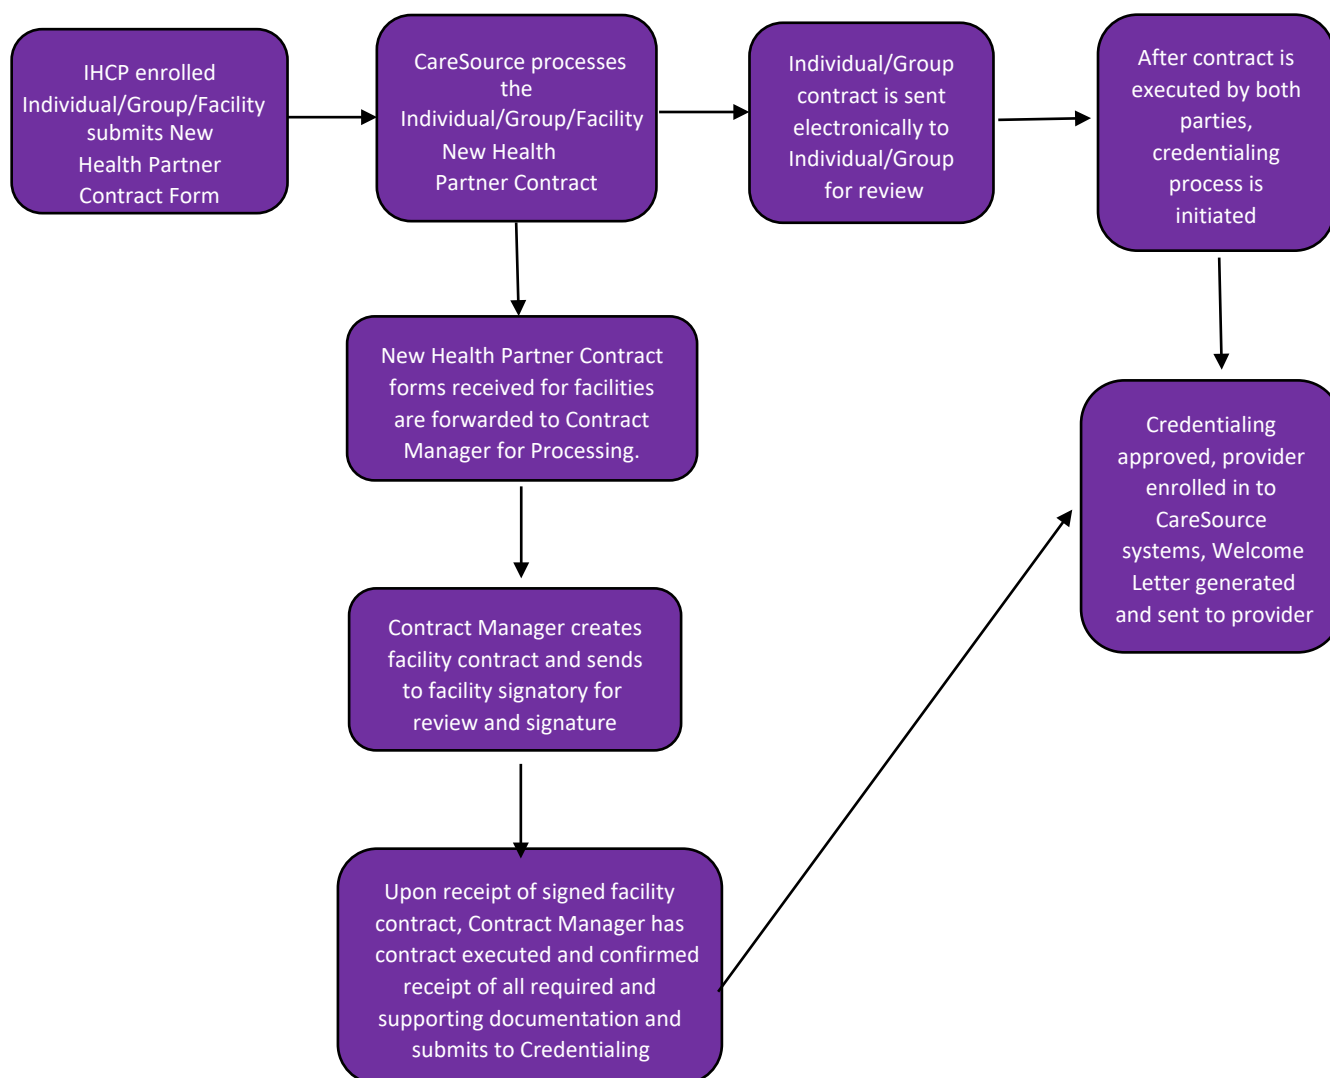 IHCP enrolled
Individual/Group/Facility
submits New
Health Partner
Contract Form
CareSource processes
the
Individual/Group/Facility
New Health
Partner Contract
Individual/Group
contract is sent
electronically to
Individual/Group
for review
After contract is
executed by both
parties,
credentialing
process is
initiated
New Health Partner Contract
forms received for facilities
are forwarded to Contract
Manager for Processing.
Credentialing
approved, provider
enrolled in to
CareSource
systems, Welcome
Letter generated
and sent to provider
Contract Manager creates
facility contract and sends
to facility signatory for
review and signature
Upon receipt of signed facility
contract, Contract Manager has
contract executed and confirmed
receipt of all required and
supporting documentation and
submits to Credentialing